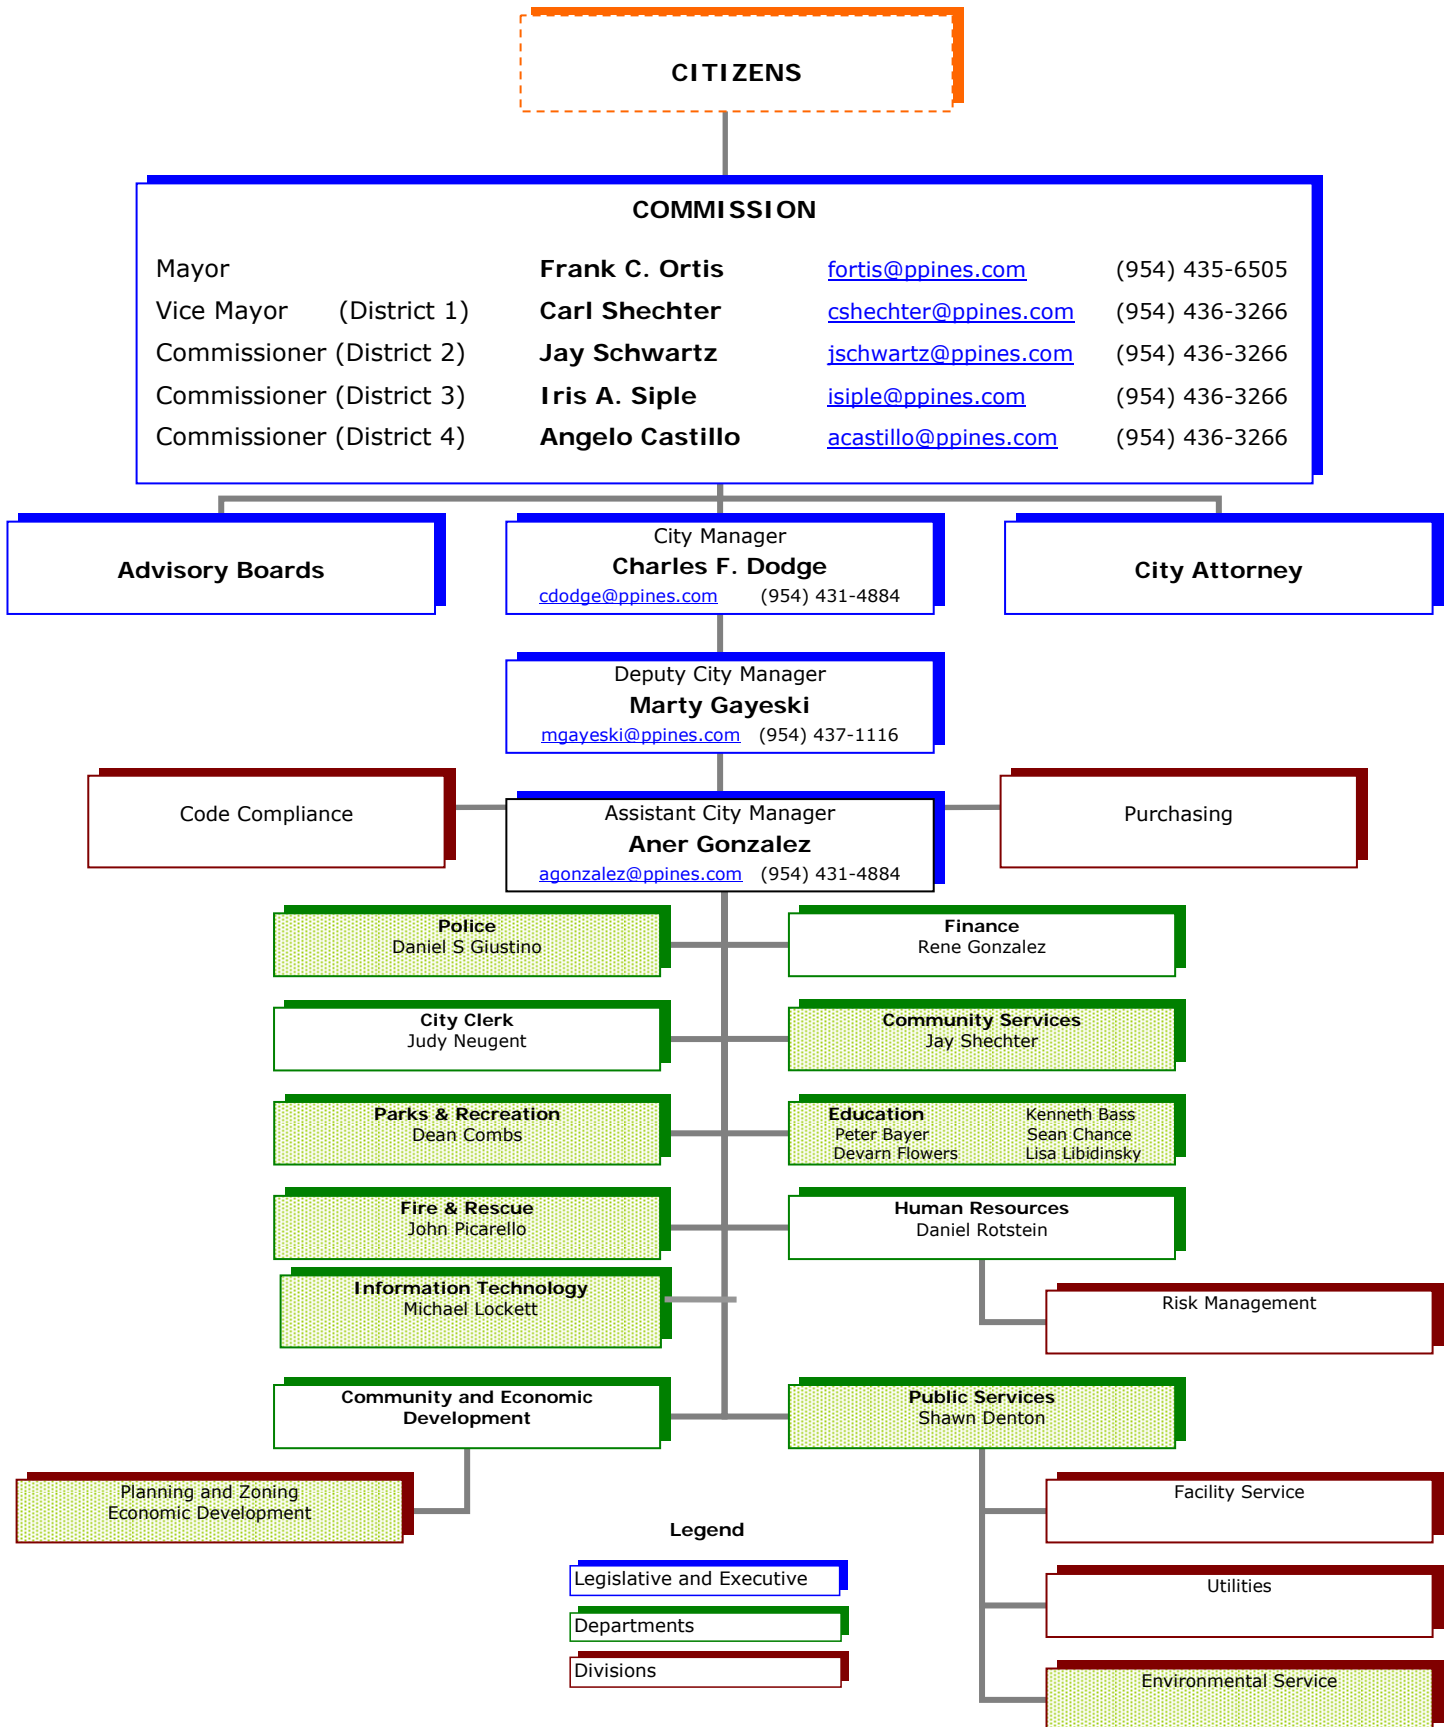 CITIZENS
COMMISSION
Mayor Frank C. Ortis fortis@ppines.com (954) 435-6505
Vice Mayor (District 1) Carl Shechter cshechter@ppines.com (954) 436-3266
Commissioner (District 2) Jay Schwartz jschwartz@ppines.com (954) 436-3266
Commissioner (District 3) Iris A. Siple isiple@ppines.com (954) 436-3266
Commissioner (District 4) Angelo Castillo acastillo@ppines.com (954) 436-3266
Advisory Boards
City Manager
Charles F. Dodge
cdodge@ppines.com (954) 431-4884
City Attorney
Deputy City Manager
Marty Gayeski
mgayeski@ppines.com (954) 437-1116
Code Compliance
Assistant City Manager
Aner Gonzalez
agonzalez@ppines.com (954) 431-4884
Purchasing
Police
Daniel S Giustino
Finance
Rene Gonzalez
City Clerk
Judy Neugent
Community Services
Jay Shechter
Parks & Recreation
Dean Combs
Education Kenneth Bass
Peter Bayer Sean Chance
Devarn Flowers Lisa Libidinsky
Fire & Rescue
John Picarello
Human Resources
Daniel Rotstein
Information Technology
Michael Lockett
Risk Management
Community and Economic
Development
Public Services
Shawn Denton
Planning and Zoning
Economic Development
Facility Service
Utilities
Environmental Service
Legend
Legislative and Executive
Departments
Divisions